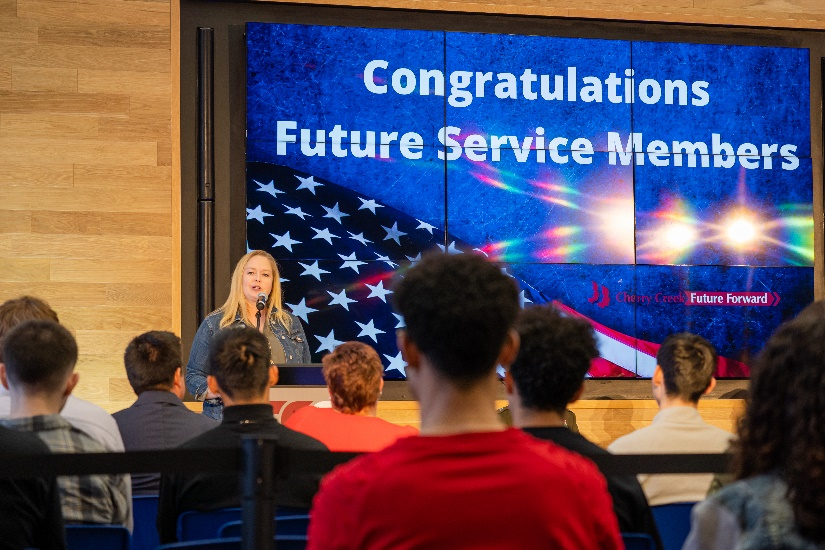 Congratulations
Future Service Members
Cherry Creek Future Forward